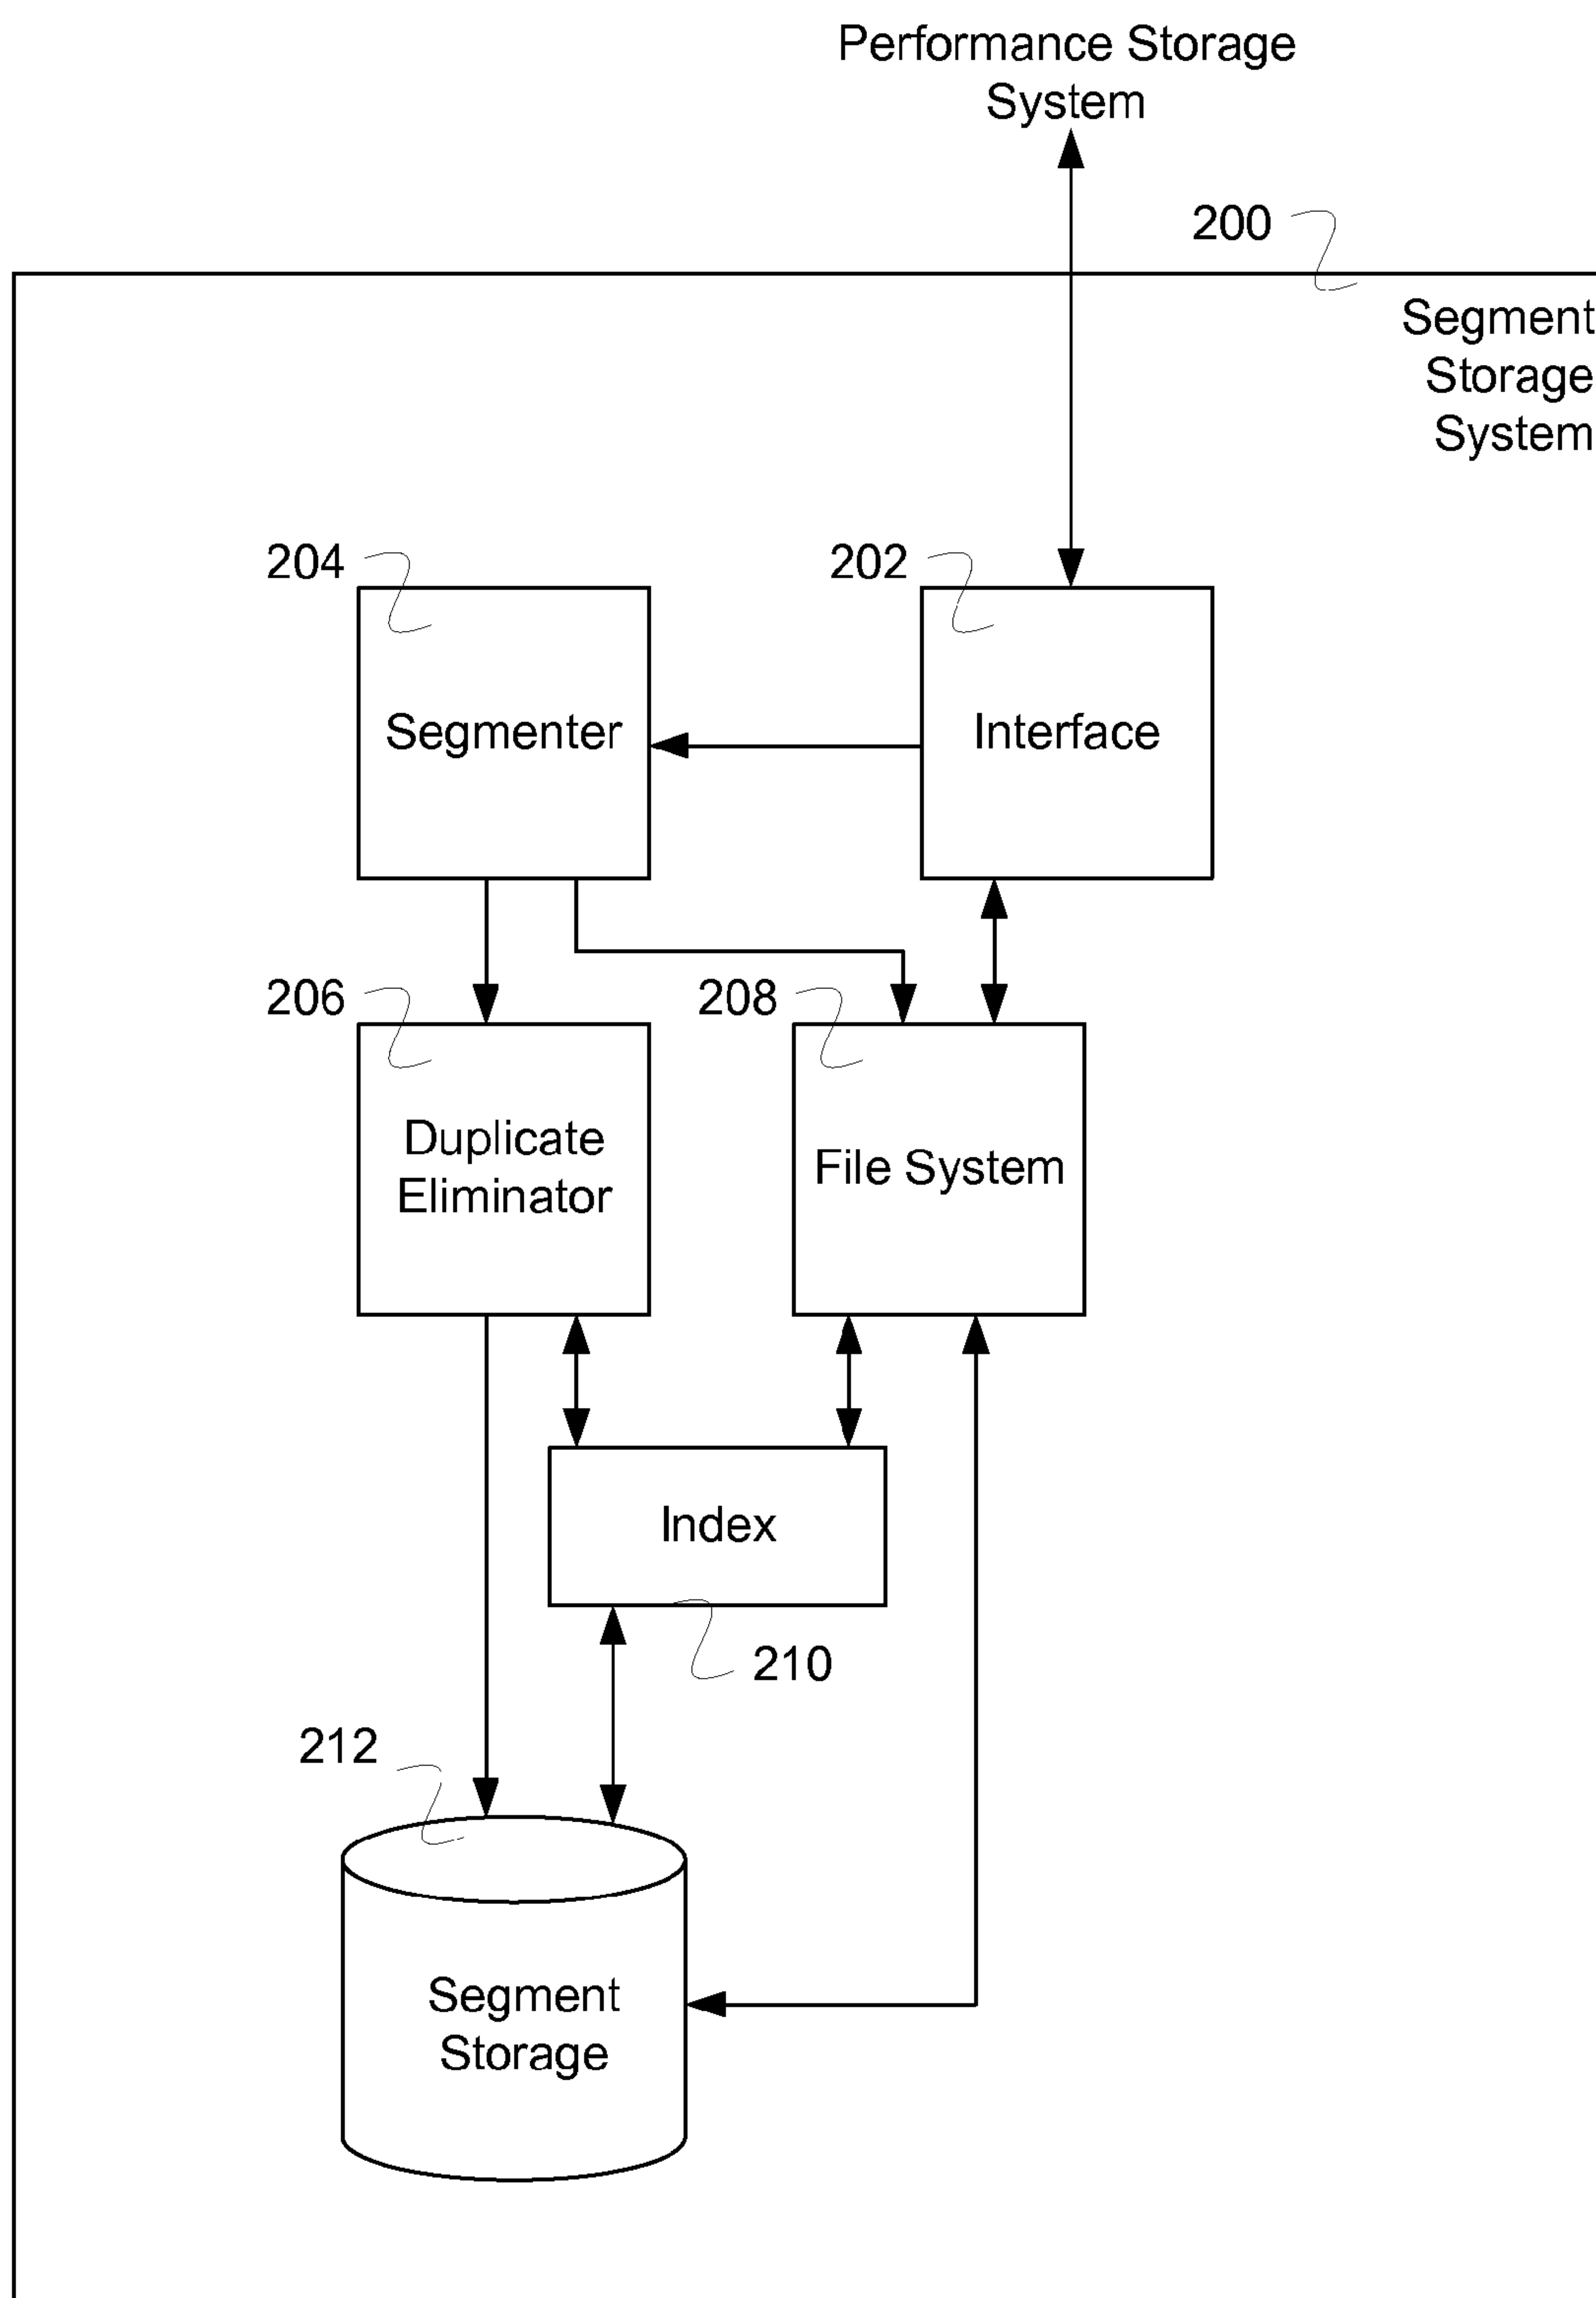 Performance Storage
System
200
Segment
Storage
System
204
202
Segmenter
Interface
206
208
Duplicate
Eliminator
File System
Index
210
212
Segment
Storage